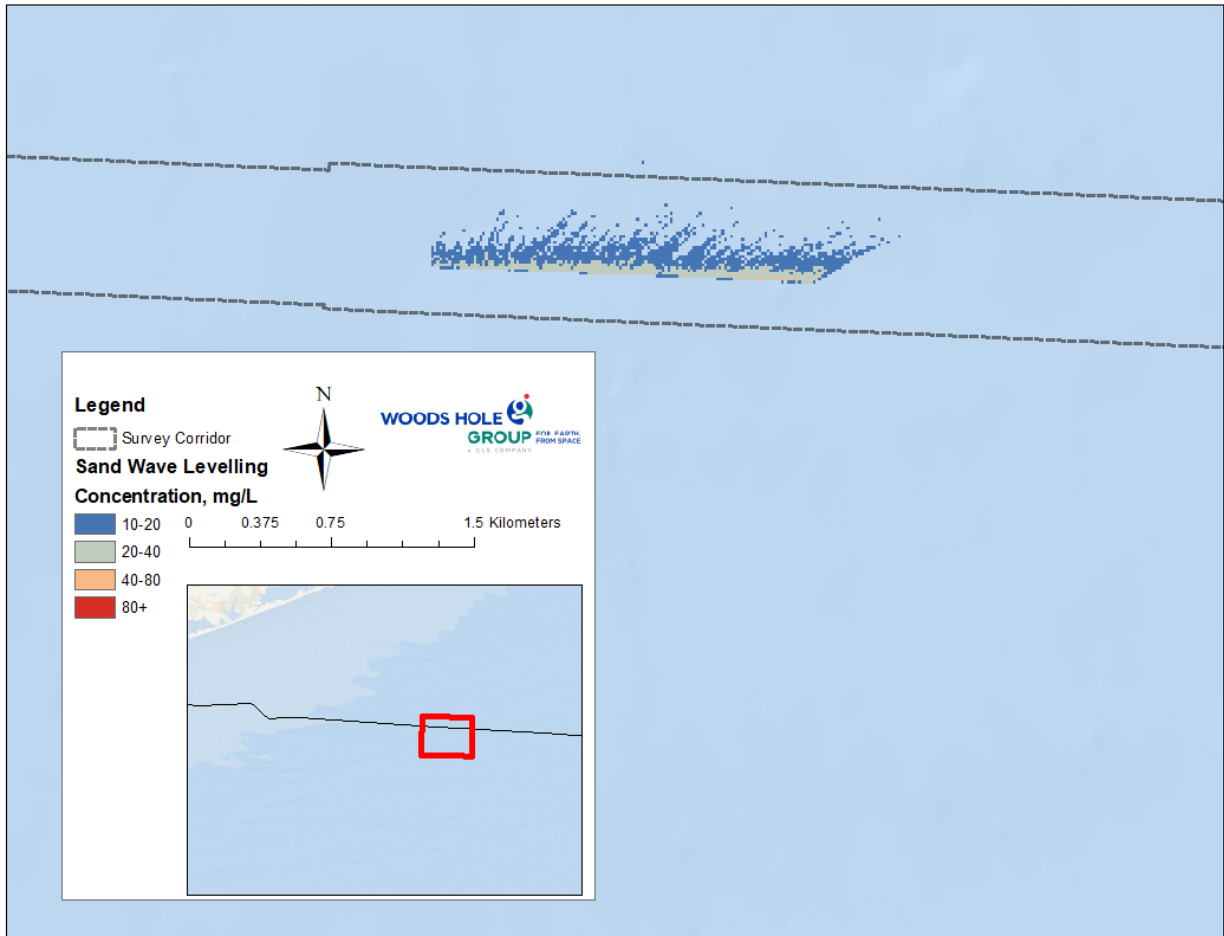 Legend
Survey Corridor
Sand Wave Levelling
Concentration, mg/L
10-20
20-40
40-80
80+
N
WOODS HOLE
GROUP FOR EARTH, FROM SPACE
A CLS COMPANY
0 0.375 0.75 1.5 Kilometers